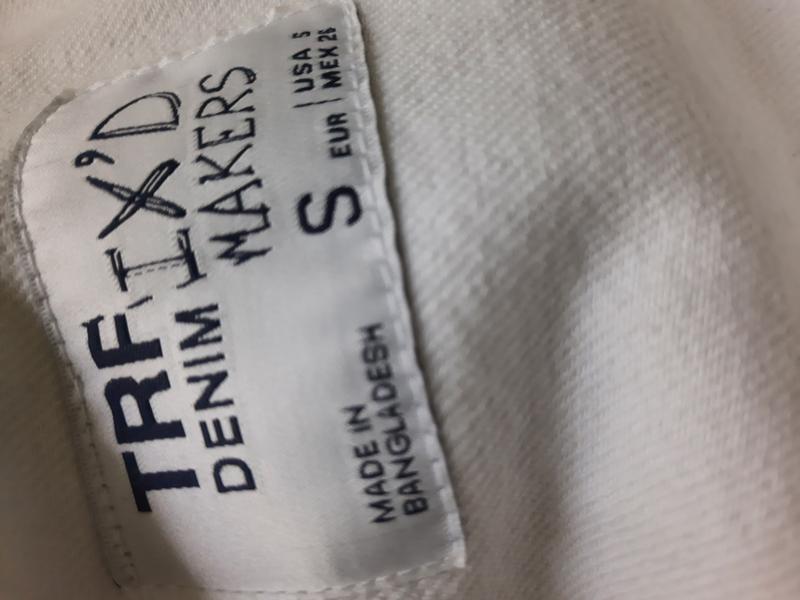 TRF'IX'D
DENIM MAKERS
S EUR | USA S
MEX 26
MADE IN
BANGLADESH